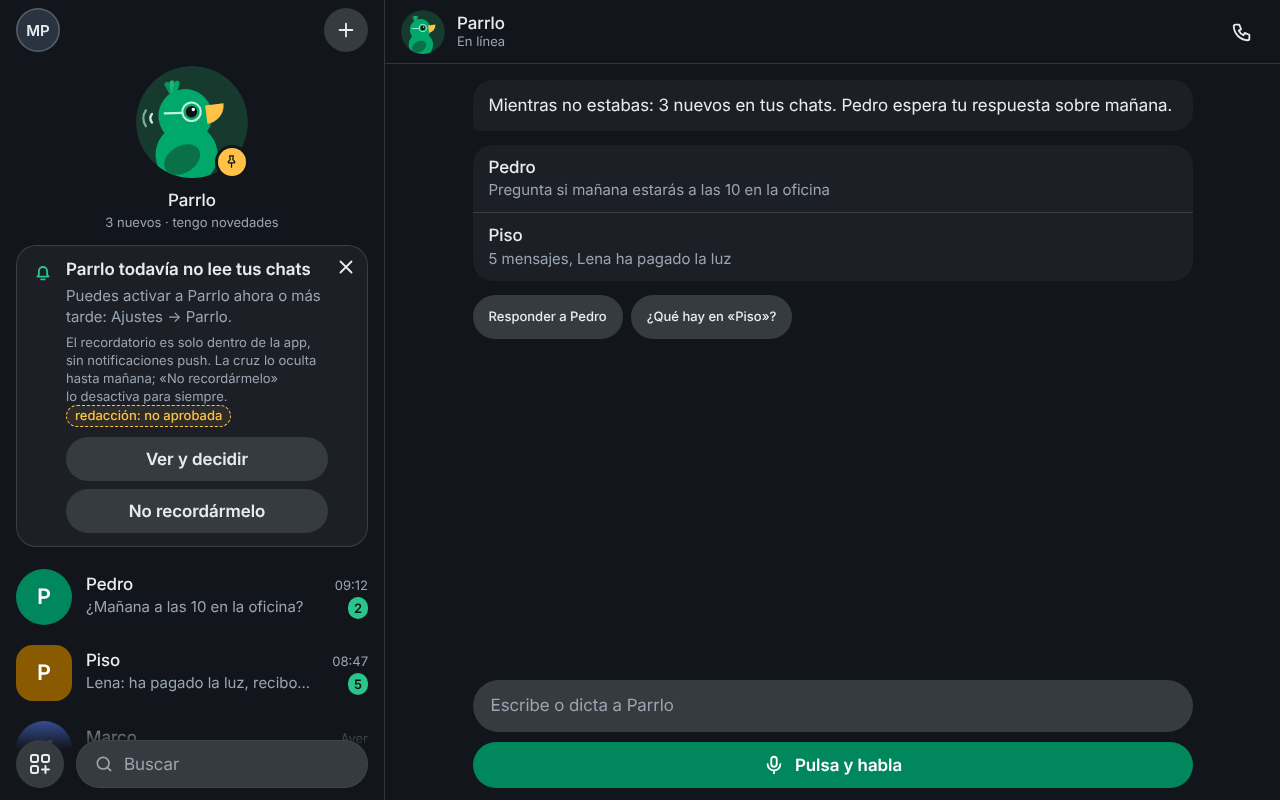 MP
Parrlo
3 nuevos · tengo novedades
Parrlo todavía no lee tus chats
Puedes activar a Parrlo ahora o más
tarde: Ajustes → Parrlo.
El recordatorio es solo dentro de la app,
sin notificaciones push. La cruz lo oculta
hasta mañana; «No recordármelo»
lo desactiva para siempre.
redacción: no aprobada
Ver y decidir
No recordármelo
P
Pedro
09:12
¿Mañana a las 10 en la oficina?
2
P
Piso
08:47
Lena: ha pagado la luz, recibo...
5
Marco
Ayer
Buscar
Parrlo
En línea
Mientras no estabas: 3 nuevos en tus chats. Pedro espera tu respuesta sobre mañana.
Pedro
Pregunta si mañana estarás a las 10 en la oficina
Piso
5 mensajes, Lena ha pagado la luz
Responder a Pedro
¿Qué hay en «Piso»?
Escribe o dicta a Parrlo
Pulsa y habla